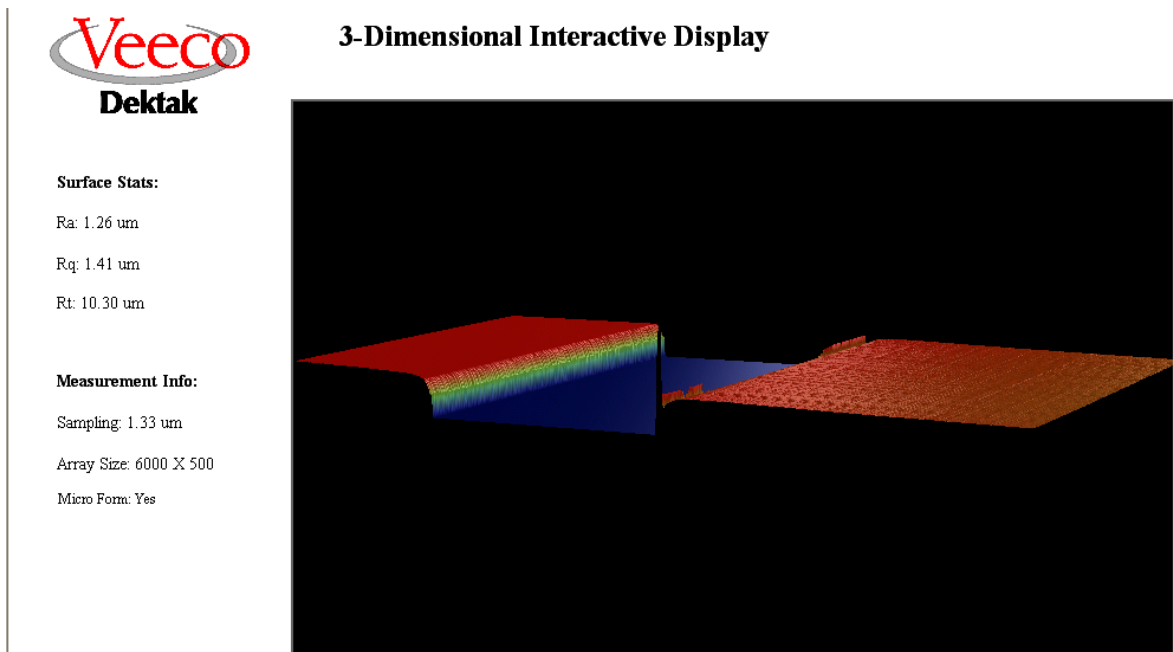 Veeco
Dektak
3-Dimensional Interactive Display
Surface Stats:
Ra: 1.26 um
Rq: 1.41 um
Rt: 10.30 um
Measurement Info:
Sampling: 1.33 um
Array Size: 6000 X 500
Micro Form: Yes